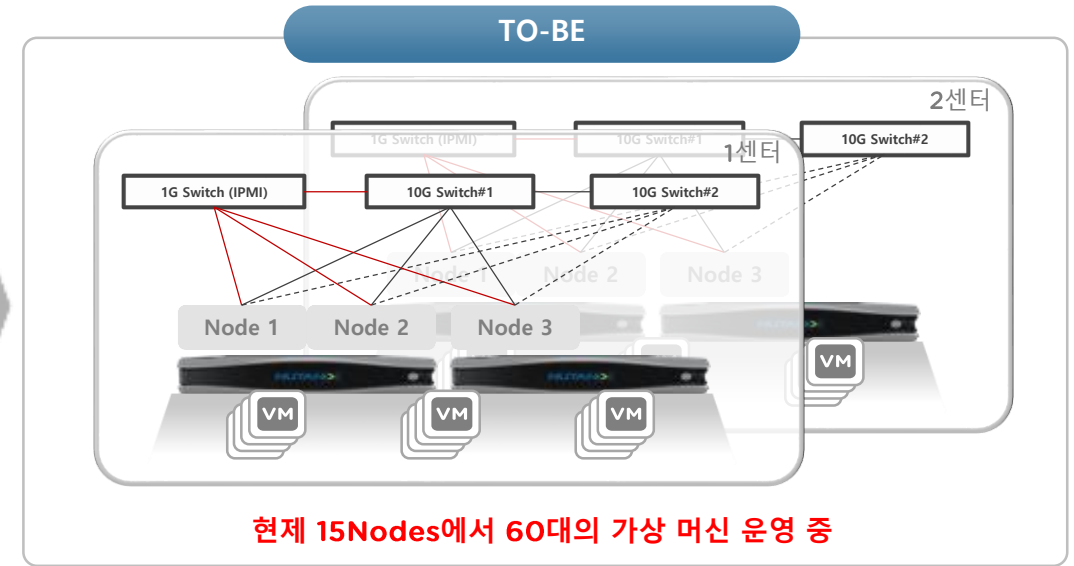 TO-BE
2센터
1G Switch (IPMI)
10G Switch#1
10G Switch#2
1센터
1G Switch (IPMI)
10G Switch#1
10G Switch#2
Node 1
Node 2
Node 3
Node 1
Node 2
Node 3
NUTANIX
NUTANIX
VM
VM
VM
VM
현재 15Nodes에서 60대의 가상 머신 운영 중